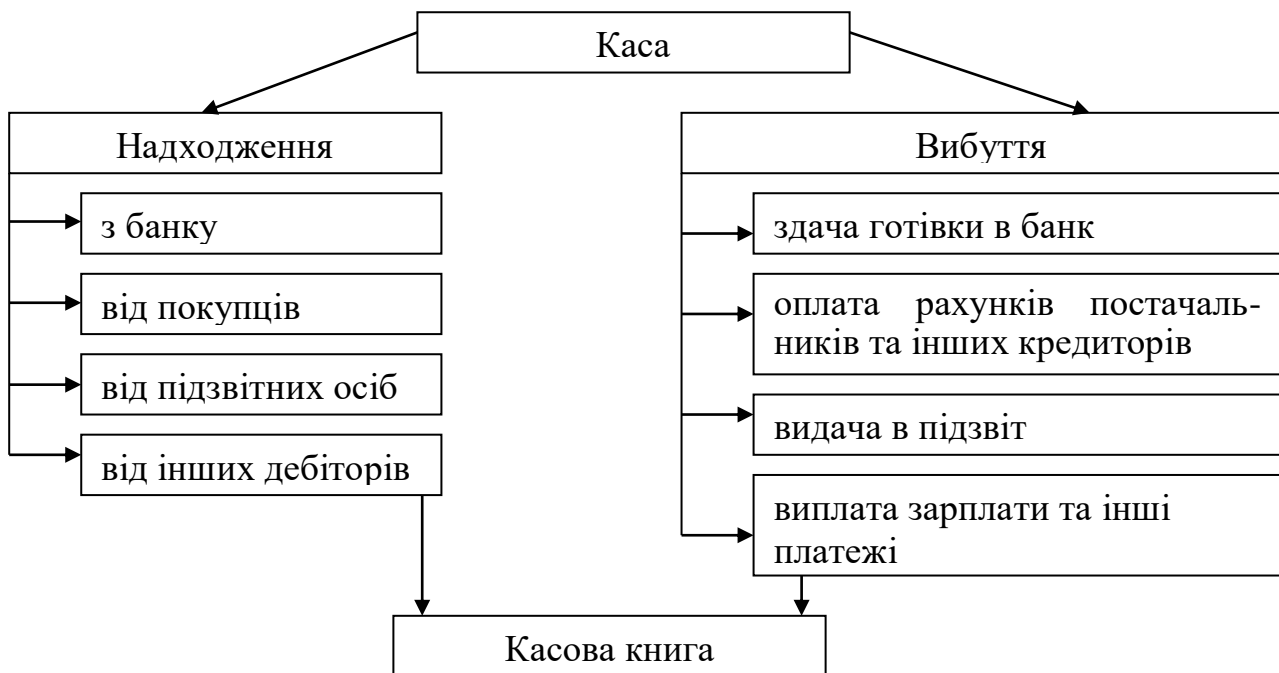 Каса
Надходження
з банку
від покупців
від підзвітних осіб
від інших дебіторів
Вибуття
здача готівки в банк
оплата рахунків постачаль-
ників та інших кредиторів
видача в підзвіт
виплата зарплати та інші
платежі
Касова книга